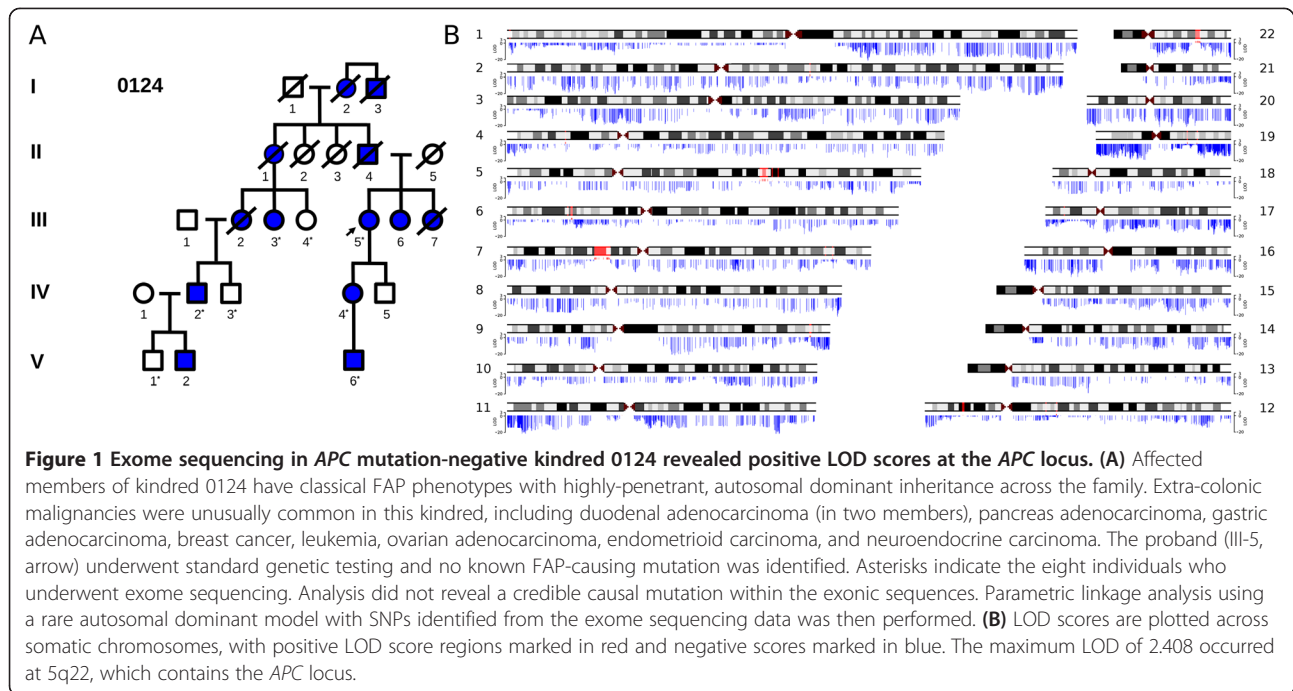 A
B
0124
I
1
2
3
II
1
2
3
4
5
III
1
2
3*
4*
5*
6
7
IV
1
2*
3*
4*
5
V
1*
2
6*
1
2
3
4
5
6
7
8
9
10
11
22
21
20
19
18
17
16
15
14
13
12
Figure 1 Exome sequencing in APC mutation-negative kindred 0124 revealed positive LOD scores at the APC locus. (A) Affected
members of kindred 0124 have classical FAP phenotypes with highly-penetrant, autosomal dominant inheritance across the family. Extra-colonic
malignancies were unusually common in this kindred, including duodenal adenocarcinoma (in two members), pancreas adenocarcinoma, gastric
adenocarcinoma, breast cancer, leukemia, ovarian adenocarcinoma, endometrioid carcinoma, and neuroendocrine carcinoma. The proband (III-5,
arrow) underwent standard genetic testing and no known FAP-causing mutation was identified. Asterisks indicate the eight individuals who
underwent exome sequencing. Analysis did not reveal a credible causal mutation within the exonic sequences. Parametric linkage analysis using
a rare autosomal dominant model with SNPs identified from the exome sequencing data was then performed. (B) LOD scores are plotted across
somatic chromosomes, with positive LOD score regions marked in red and negative scores marked in blue. The maximum LOD of 2.408 occurred
at 5q22, which contains the APC locus.